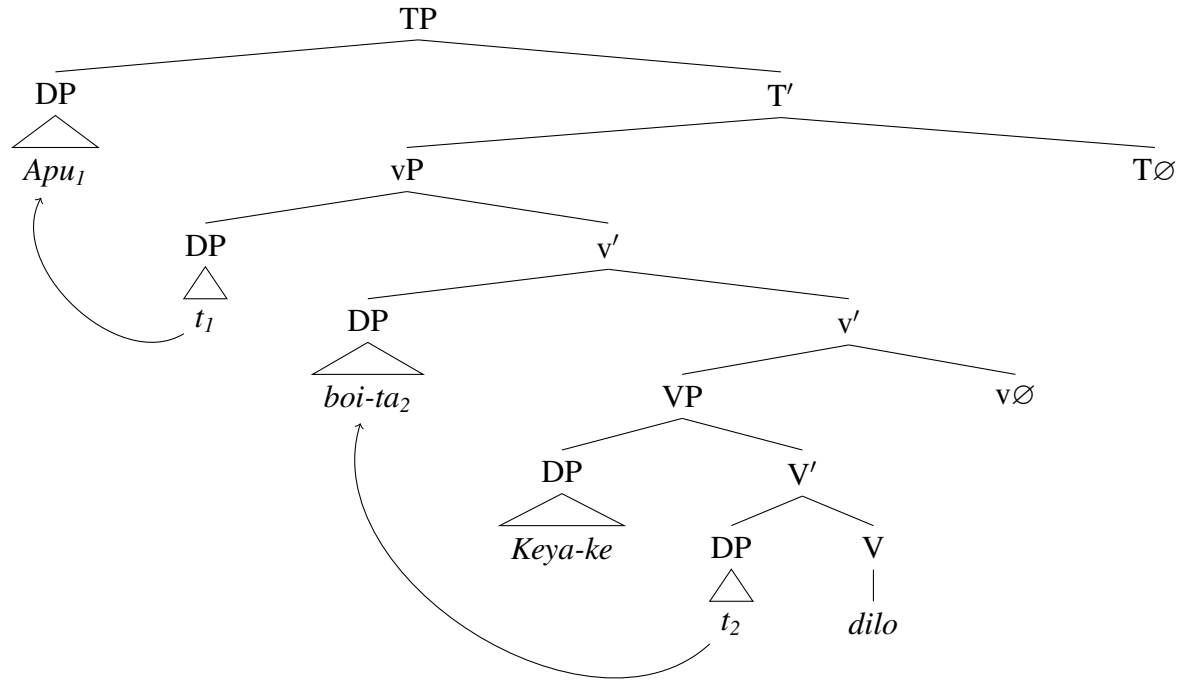 TP
DP T′
Apu₁ vP T∅
DP v′
t₁ DP v′
boi-ta₂ VP v∅
DP V′
Keya-ke DP V
t₂ dilo